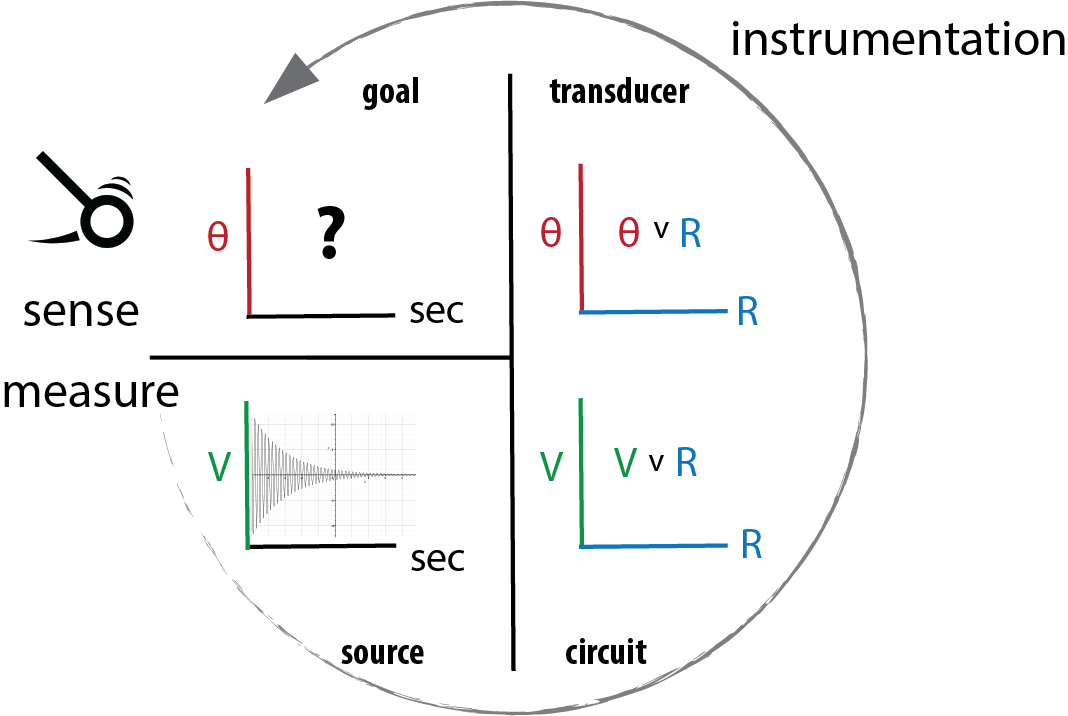 instrumentation
goal
transducer
θ
?
sec
θ
θ v R
R
sense
measure
V
sec
V
V v R
R
source
circuit